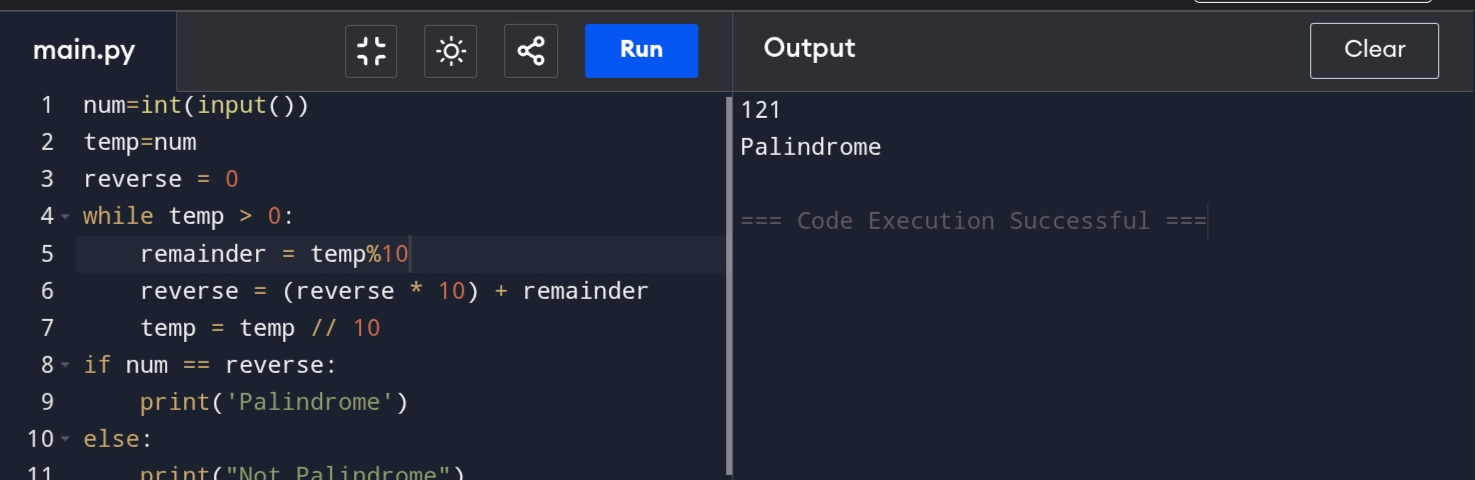 main.py
Run
Output
Clear
1 num=int(input())
2 temp=num
3 reverse = 0
4 while temp > 0:
5     remainder = temp%10
6     reverse = (reverse * 10) + remainder
7     temp = temp // 10
8 if num == reverse:
9     print('Palindrome')
10 else:
11     print("Not Palindrome")
121
Palindrome
=== Code Execution Successful ===